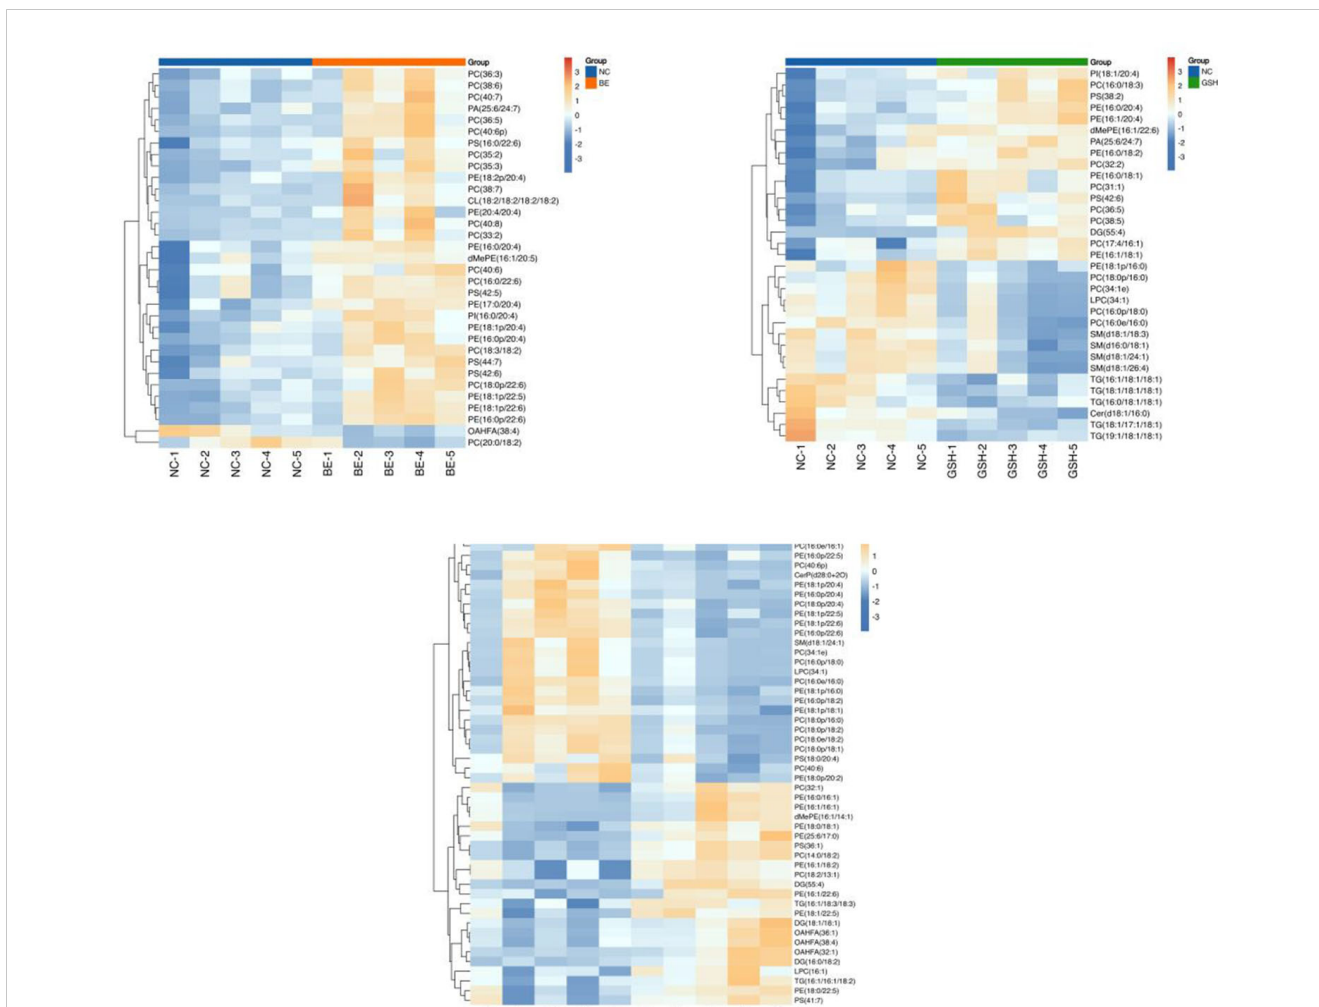 Group
PC(36:3)
PC(38:6)
PC(40:7)
PA(25:6/24:7)
PC(36:5)
PC(40:6p)
PS(16:0/22:6)
PC(35:2)
PC(35:3)
PE(18:2p/20:4)
PC(38:7)
CL(18:2/18:2/18:2/18:2)
PE(20:4/20:4)
PC(40:8)
PC(33:2)
PE(16:0/20:4)
dMePE(16:1/20:5)
PC(40:6)
PC(16:0/22:6)
PS(42:5)
PE(17:0/20:4)
PI(16:0/20:4)
PE(18:1p/20:4)
PE(16:0p/20:4)
PC(18:3/18:2)
PS(44:7)
PS(42:6)
PC(18:0p/22:6)
PE(18:1p/22:5)
PE(18:1p/22:6)
PE(16:0p/22:6)
OAHFA(38:4)
PC(20:0/18:2)
NC-1 NC-2 NC-3 NC-4 NC-5 BE-1 BE-2 BE-3 BE-4 BE-5
3
2
1
0
-1
-2
-3
Group
NC
BE
Group
PI(18:1/20:4)
PC(16:0/18:3)
PS(38:2)
PE(16:0/20:4)
PE(16:1/20:4)
dMePE(16:1/22:6)
PA(25:6/24:7)
PE(16:0/18:2)
PC(32:2)
PE(16:0/18:1)
PC(31:1)
PS(42:6)
PC(36:5)
PC(38:5)
DG(55:4)
PC(17:4/16:1)
PE(16:1/18:1)
PE(18:1p/16:0)
PC(18:0p/16:0)
PC(34:1e)
LPC(34:1)
PC(16:0p/18:0)
PC(16:0e/16:0)
SM(d18:1/18:3)
SM(d16:0/18:1)
SM(d18:1/24:1)
SM(d18:1/26:4)
TG(16:1/18:1/18:1)
TG(18:1/18:1/18:1)
TG(16:0/18:1/18:1)
Cer(d18:1/16:0)
TG(18:1/17:1/18:1)
TG(19:1/18:1/18:1)
NC-1 NC-2 NC-3 NC-4 NC-5 GSH-1 GSH-2 GSH-3 GSH-4 GSH-5
3
2
1
0
-1
-2
-3
Group
NC
GSH
PC(16:0e/16:1)
PE(16:0p/22:5)
PC(40:6p)
CerP(d28:0+2O)
PE(18:1p/20:4)
PE(16:0p/20:4)
PC(18:0p/20:4)
PE(18:1p/22:5)
PE(18:1p/22:6)
PE(16:0p/22:6)
SM(d18:1/24:1)
PC(34:1e)
PC(16:0p/18:0)
LPC(34:1)
PC(16:0e/16:0)
PE(18:1p/16:0)
PE(16:0p/18:2)
PE(18:1p/18:1)
PC(18:0p/16:0)
PC(18:0p/18:2)
PC(18:0e/18:2)
PC(18:0p/18:1)
PS(18:0/20:4)
PC(40:6)
PE(18:0p/20:2)
PC(32:1)
PE(16:0/16:1)
PE(16:1/16:1)
dMePE(16:1/14:1)
PE(18:0/18:1)
PE(25:6/17:0)
PS(36:1)
PC(14:0/18:2)
PE(16:1/18:2)
PC(18:2/13:1)
DG(55:4)
PE(16:1/22:6)
TG(16:1/18:3/18:3)
PE(18:1/22:5)
DG(18:1/16:1)
OAHFA(36:1)
OAHFA(38:4)
OAHFA(32:1)
DG(16:0/18:2)
LPC(16:1)
TG(16:1/16:1/18:2)
PE(18:0/22:5)
PS(41:7)
1
0
-1
-2
-3